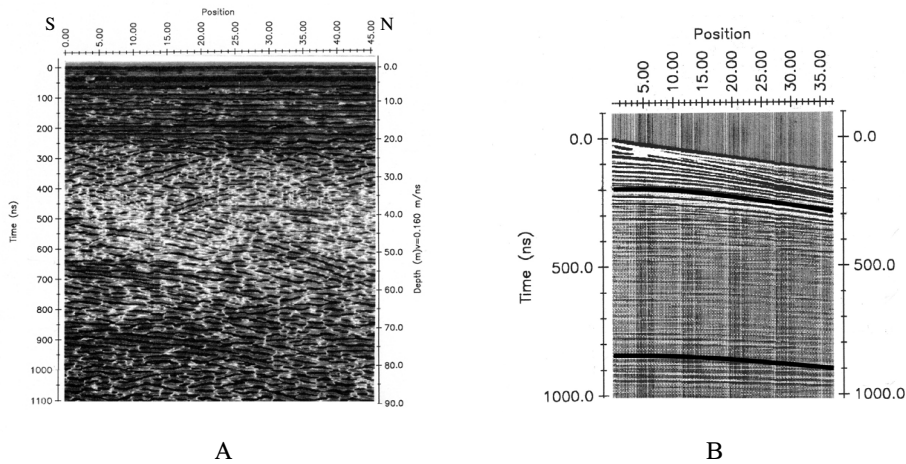 S Position N
0.00 5.00 10.00 15.00 20.00 25.00 30.00 35.00 40.00 45.00
0 0.0
100 10.0
200 20.0
300
400 30.0
500 40.0
600 50.0
700 60.0
800 70.0
900
1000 80.0
1100 90.0
Time (ns)
Depth (m)v=0.160 m/ns
A
Position
5.00 10.00 15.00 20.00 25.00 30.00 35.00
0.0 0.0
500.0 500.0
1000.0 1000.0
Time (ns)
B